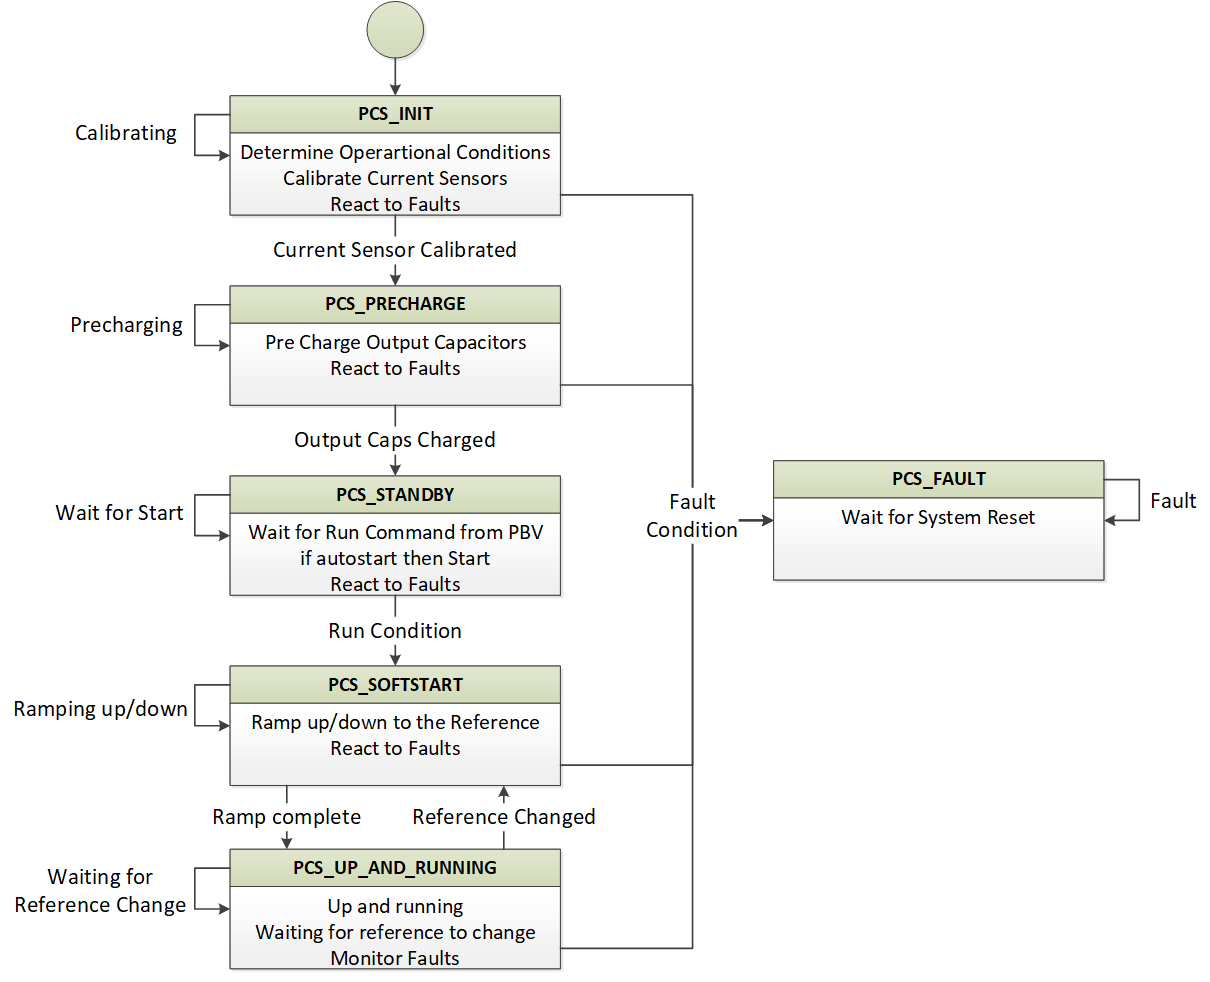 PCS_INIT
Calibrating
Determine Operartional Conditions
Calibrate Current Sensors
React to Faults
Current Sensor Calibrated
PCS_PRECHARGE
Precharging
Pre Charge Output Capacitors
React to Faults
Output Caps Charged
PCS_STANDBY
Wait for Start
Wait for Run Command from PBV
if autostart then Start
React to Faults
Run Condition
PCS_SOFTSTART
Ramping up/down
Ramp up/down to the Reference
React to Faults
Ramp complete
Reference Changed
PCS_UP_AND_RUNNING
Waiting for
Reference Change
Up and running
Waiting for reference to change
Monitor Faults
Fault
Condition
PCS_FAULT
Wait for System Reset
Fault